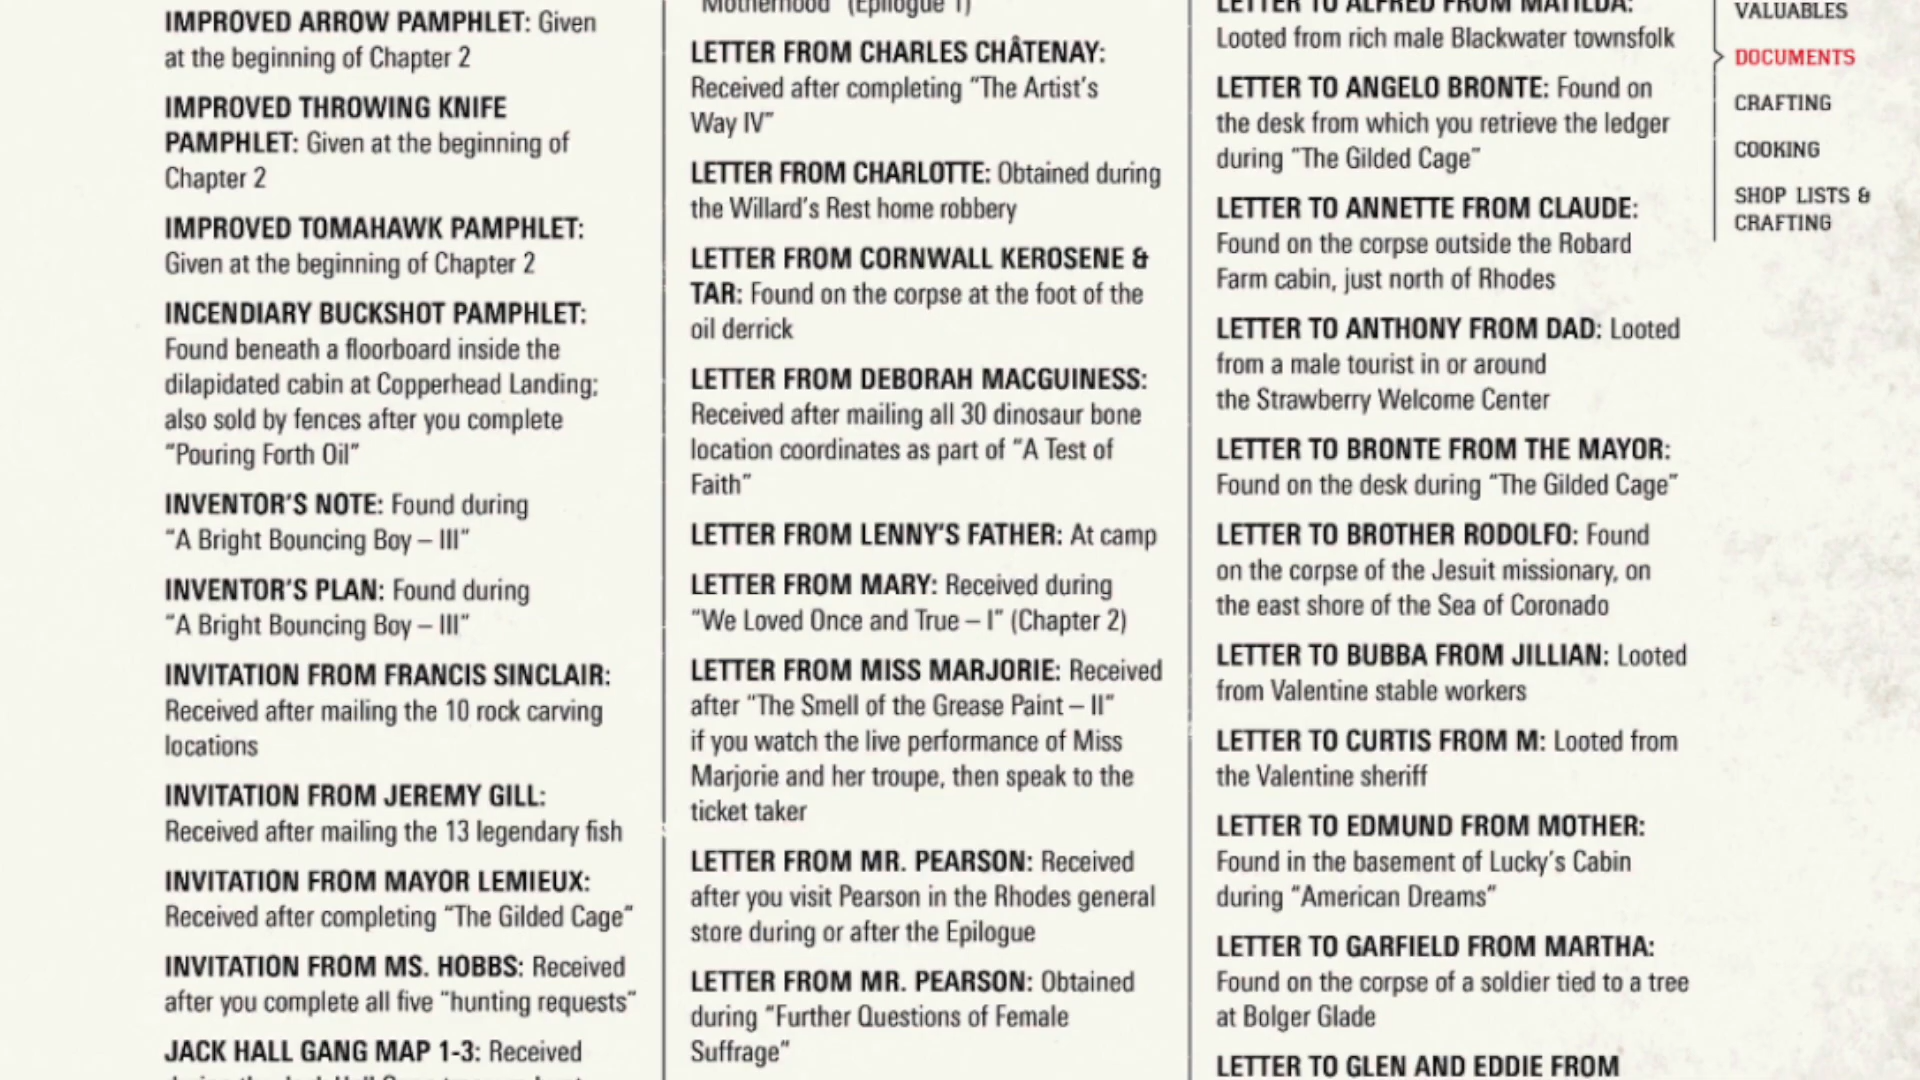 IMPROVED ARROW PAMPHLET: Given
at the beginning of Chapter 2
IMPROVED THROWING KNIFE
PAMPHLET: Given at the beginning of
Chapter 2
IMPROVED TOMAHAWK PAMPHLET:
Given at the beginning of Chapter 2
INCENDIARY BUCKSHOT PAMPHLET:
Found beneath a floorboard inside the
dilapidated cabin at Copperhead Landing;
also sold by fences after you complete
“Pouring Forth Oil”
INVENTOR’S NOTE: Found during
“A Bright Bouncing Boy – III”
INVENTOR’S PLAN: Found during
“A Bright Bouncing Boy – III”
INVITATION FROM FRANCIS SINCLAIR:
Received after mailing the 10 rock carving
locations
INVITATION FROM JEREMY GILL:
Received after mailing the 13 legendary fish
INVITATION FROM MAYOR LEMIEUX:
Received after completing “The Gilded Cage”
INVITATION FROM MS. HOBBS: Received
after you complete all five “hunting requests”
JACK HALL GANG MAP 1-3: Received
Motherhood” (Epilogue 1)
LETTER FROM CHARLES CHÂTENAY:
Received after completing “The Artist’s
Way IV”
LETTER FROM CHARLOTTE: Obtained during
the Willard’s Rest home robbery
LETTER FROM CORNWALL KEROSENE &
TAR: Found on the corpse at the foot of the
oil derrick
LETTER FROM DEBORAH MACGUINESS:
Received after mailing all 30 dinosaur bone
location coordinates as part of “A Test of
Faith”
LETTER FROM LENNY’S FATHER: At camp
LETTER FROM MARY: Received during
“We Loved Once and True – I” (Chapter 2)
LETTER FROM MISS MARJORIE: Received
after “The Smell of the Grease Paint – II”
if you watch the live performance of Miss
Marjorie and her troupe, then speak to the
ticket taker
LETTER FROM MR. PEARSON: Received
after you visit Pearson in the Rhodes general
store during or after the Epilogue
LETTER FROM MR. PEARSON: Obtained
during “Further Questions of Female
Suffrage”
LETTER TO ALFRED FROM MATILDA:
Looted from rich male Blackwater townsfolk
LETTER TO ANGELO BRONTE: Found on
the desk from which you retrieve the ledger
during “The Gilded Cage”
LETTER TO ANNETTE FROM CLAUDE:
Found on the corpse outside the Robard
Farm cabin, just north of Rhodes
LETTER TO ANTHONY FROM DAD: Looted
from a male tourist in or around
the Strawberry Welcome Center
LETTER TO BRONTE FROM THE MAYOR:
Found on the desk during “The Gilded Cage”
LETTER TO BROTHER RODOLFO: Found
on the corpse of the Jesuit missionary, on
the east shore of the Sea of Coronado
LETTER TO BUBBA FROM JILLIAN: Looted
from Valentine stable workers
LETTER TO CURTIS FROM M: Looted from
the Valentine sheriff
LETTER TO EDMUND FROM MOTHER:
Found in the basement of Lucky’s Cabin
during “American Dreams”
LETTER TO GARFIELD FROM MARTHA:
Found on the corpse of a soldier tied to a tree
at Bolger Glade
LETTER TO GLEN AND EDDIE FROM
VALUABLES
DOCUMENTS
CRAFTING
COOKING
SHOP LISTS &
CRAFTING